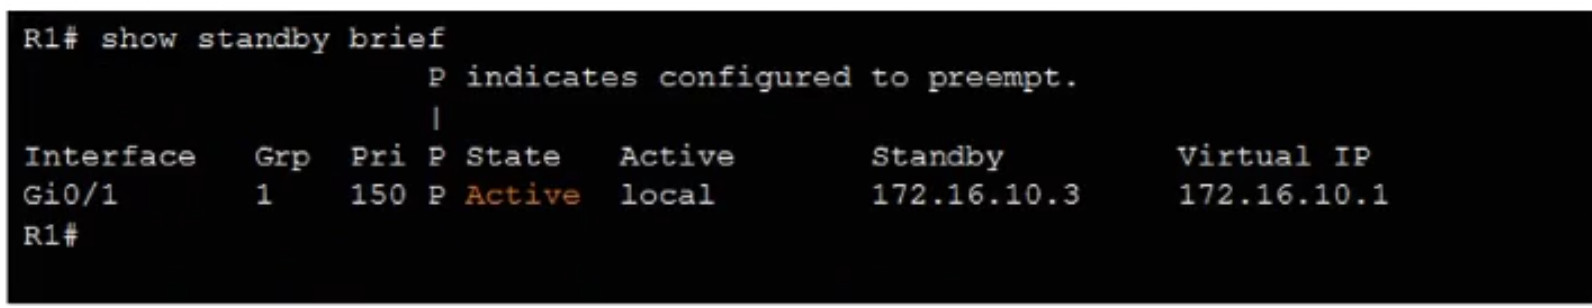 R1# show standby brief
P indicates configured to preempt.
|
Interface Grp Pri P State Active Standby Virtual IP
Gi0/1 1 150 P Active local 172.16.10.3 172.16.10.1
R1#